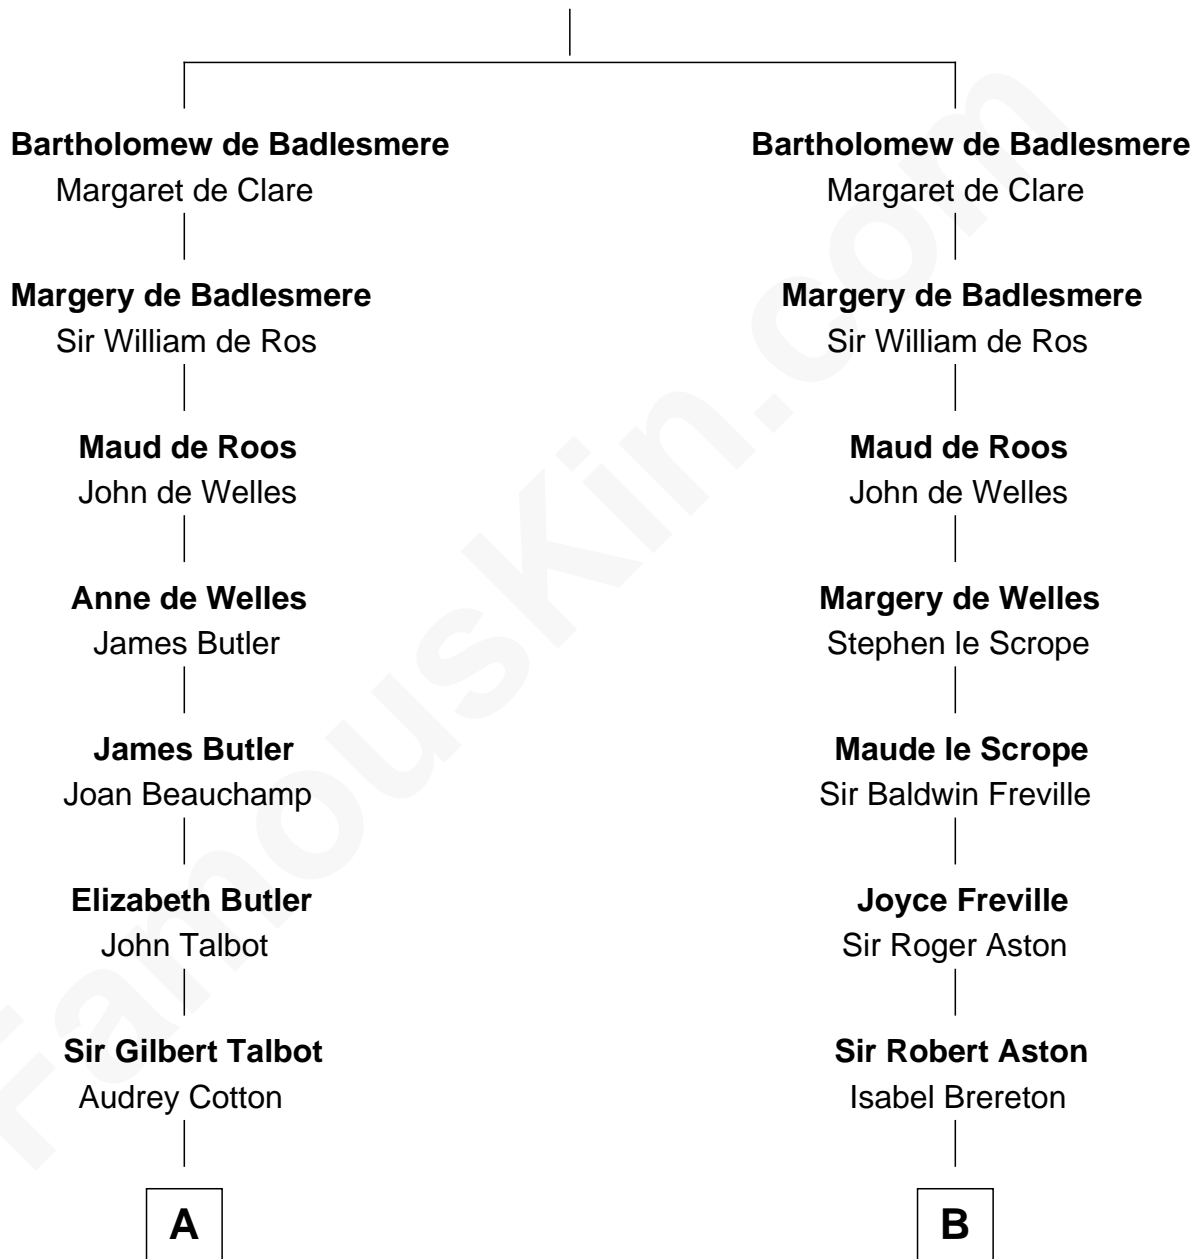 Bartholomew de Badlesmere
Margaret de Clare
Margery de Badlesmere
Sir William de Ros
Maud de Roos
John de Welles
Anne de Welles
James Butler
James Butler
Joan Beauchamp
Elizabeth Butler
John Talbot
Sir Gilbert Talbot
Audrey Cotton
A
Bartholomew de Badlesmere
Margaret de Clare
Margery de Badlesmere
Sir William de Ros
Maud de Roos
John de Welles
Margery de Welles
Stephen le Scrope
Maude le Scrope
Sir Baldwin Freville
Joyce Freville
Sir Roger Aston
Sir Robert Aston
Isabel Brereton
B
FamousKin.com